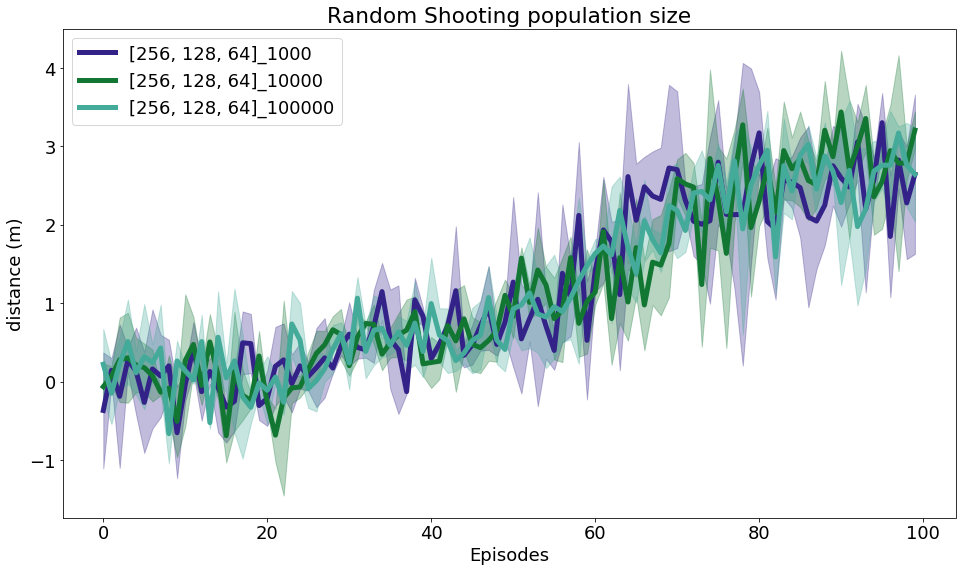 Random Shooting population size
[256, 128, 64]_1000
[256, 128, 64]_10000
[256, 128, 64]_100000
distance (m)
4
3
2
1
0
−1
0 20 40 60 80 100
Episodes